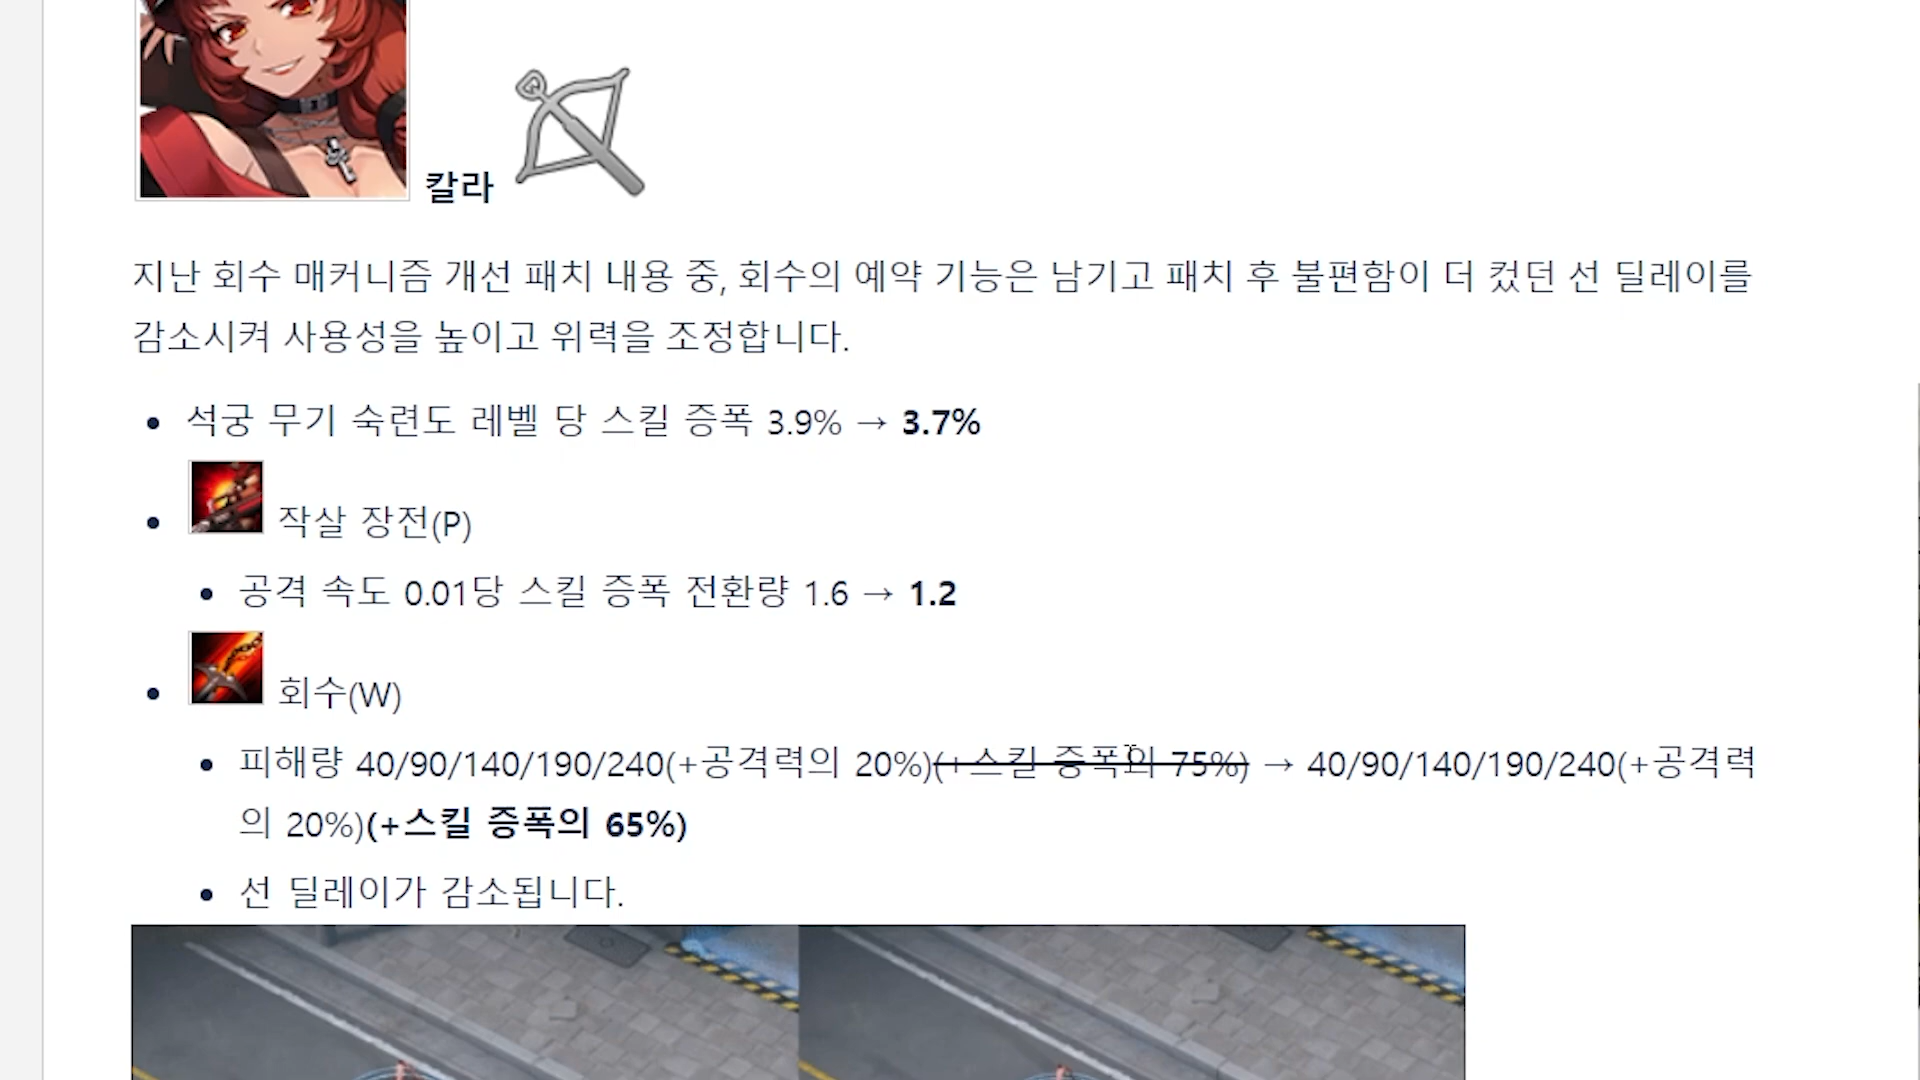 칼라
지난 회수 매커니즘 개선 패치 내용 중, 회수의 예약 기능은 남기고 패치 후 불편함이 더 컸던 선 딜레이를
감소시켜 사용성을 높이고 위력을 조정합니다.
석궁 무기 숙련도 레벨 당 스킬 증폭 3.9% → 3.7%
작살 장전(P)
공격 속도 0.01당 스킬 증폭 전환량 1.6 → 1.2
회수(W)
피해량 40/90/140/190/240(+공격력의 20%)(+스킬 증폭의 75%) → 40/90/140/190/240(+공격력
의 20%)(+스킬 증폭의 65%)
선 딜레이가 감소됩니다.